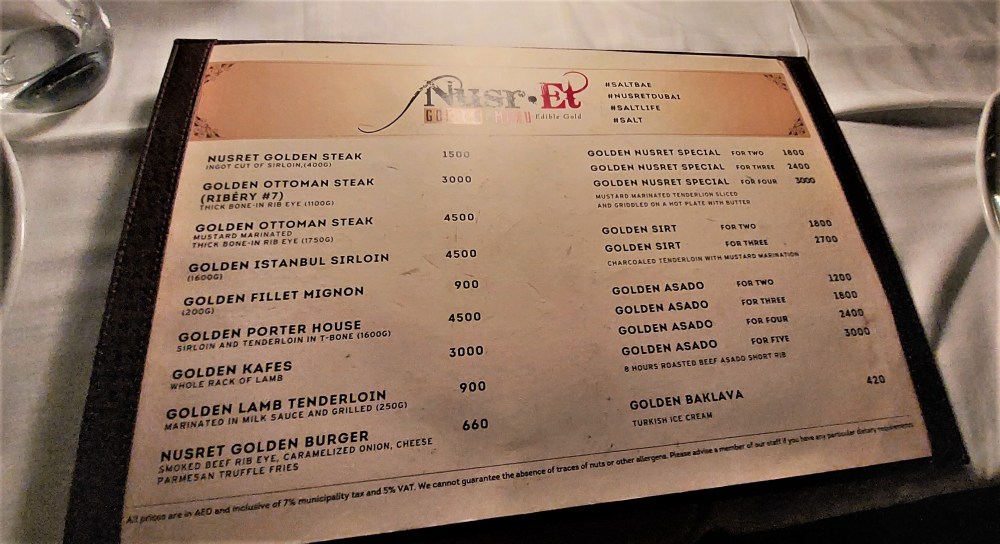 Nusr·Et
GOLDEN MENU Edible Gold
#SALTBAE
#NUSRETDUBAI
#SALTLIFE
#SALT
NUSRET GOLDEN STEAK 1500
INGOT CUT OF SIRLOIN,(400G)
GOLDEN OTTOMAN STEAK 3000
(RIBÉRY #7)
THICK BONE-IN RIB EYE (1100G)
GOLDEN OTTOMAN STEAK 4500
MUSTARD MARINATED
THICK BONE-IN RIB EYE (1750G)
GOLDEN ISTANBUL SIRLOIN 4500
(1600G)
GOLDEN FILLET MIGNON 900
(200G)
GOLDEN PORTER HOUSE 4500
SIRLOIN AND TENDERLOIN IN T-BONE (1600G)
GOLDEN KAFES 3000
WHOLE RACK OF LAMB
GOLDEN LAMB TENDERLOIN 900
MARINATED IN MILK SAUCE AND GRILLED (250G)
NUSRET GOLDEN BURGER 660
SMOKED BEEF RIB EYE, CARAMELIZED ONION, CHEESE
PARMESAN TRUFFLE FRIES
GOLDEN NUSRET SPECIAL FOR TWO 1800
GOLDEN NUSRET SPECIAL FOR THREE 2400
GOLDEN NUSRET SPECIAL FOR FOUR 3000
MUSTARD MARINATED TENDERLION SLICED
AND GRIDDLED ON A HOT PLATE WITH BUTTER
GOLDEN SIRT FOR TWO 1800
GOLDEN SIRT FOR THREE 2700
CHARCOALED TENDERLOIN WITH MUSTARD MARINATION
GOLDEN ASADO FOR TWO 1200
GOLDEN ASADO FOR THREE 1800
GOLDEN ASADO FOR FOUR 2400
GOLDEN ASADO FOR FIVE 3000
8 HOURS ROASTED BEEF ASADO SHORT RIB
GOLDEN BAKLAVA 420
TURKISH ICE CREAM
All prices are in AED and inclusive of 7% municipality tax and 5% VAT. We cannot guarantee the absence of traces of nuts or other allergens. Please advise a member of our staff if you have any particular dietary requirements